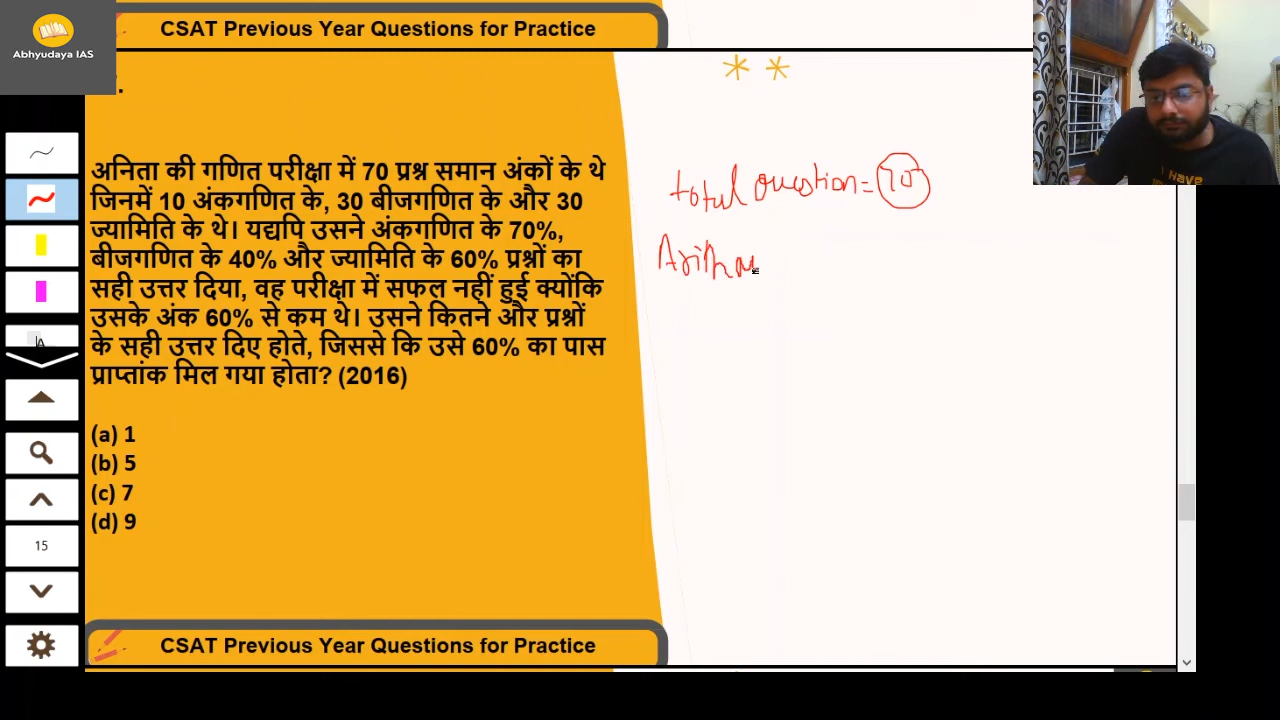 CSAT Previous Year Questions for Practice
Abhyudaya IAS
अनिता की गणित परीक्षा में 70 प्रश्न समान अंकों के थे
जिनमें 10 अंकगणित के, 30 बीजगणित के और 30
ज्यामिति के थे। यद्यपि उसने अंकगणित के 70%,
बीजगणित के 40% और ज्यामिति के 60% प्रश्नों का
सही उत्तर दिया, वह परीक्षा में सफल नहीं हुई क्योंकि
उसके अंक 60% से कम थे। उसने कितने और प्रश्नों
के सही उत्तर दिए होते, जिससे कि उसे 60% का पास
प्राप्तांक मिल गया होता? (2016)
(a) 1
(b) 5
(c) 7
(d) 9
total question = 70
15
CSAT Previous Year Questions for Practice